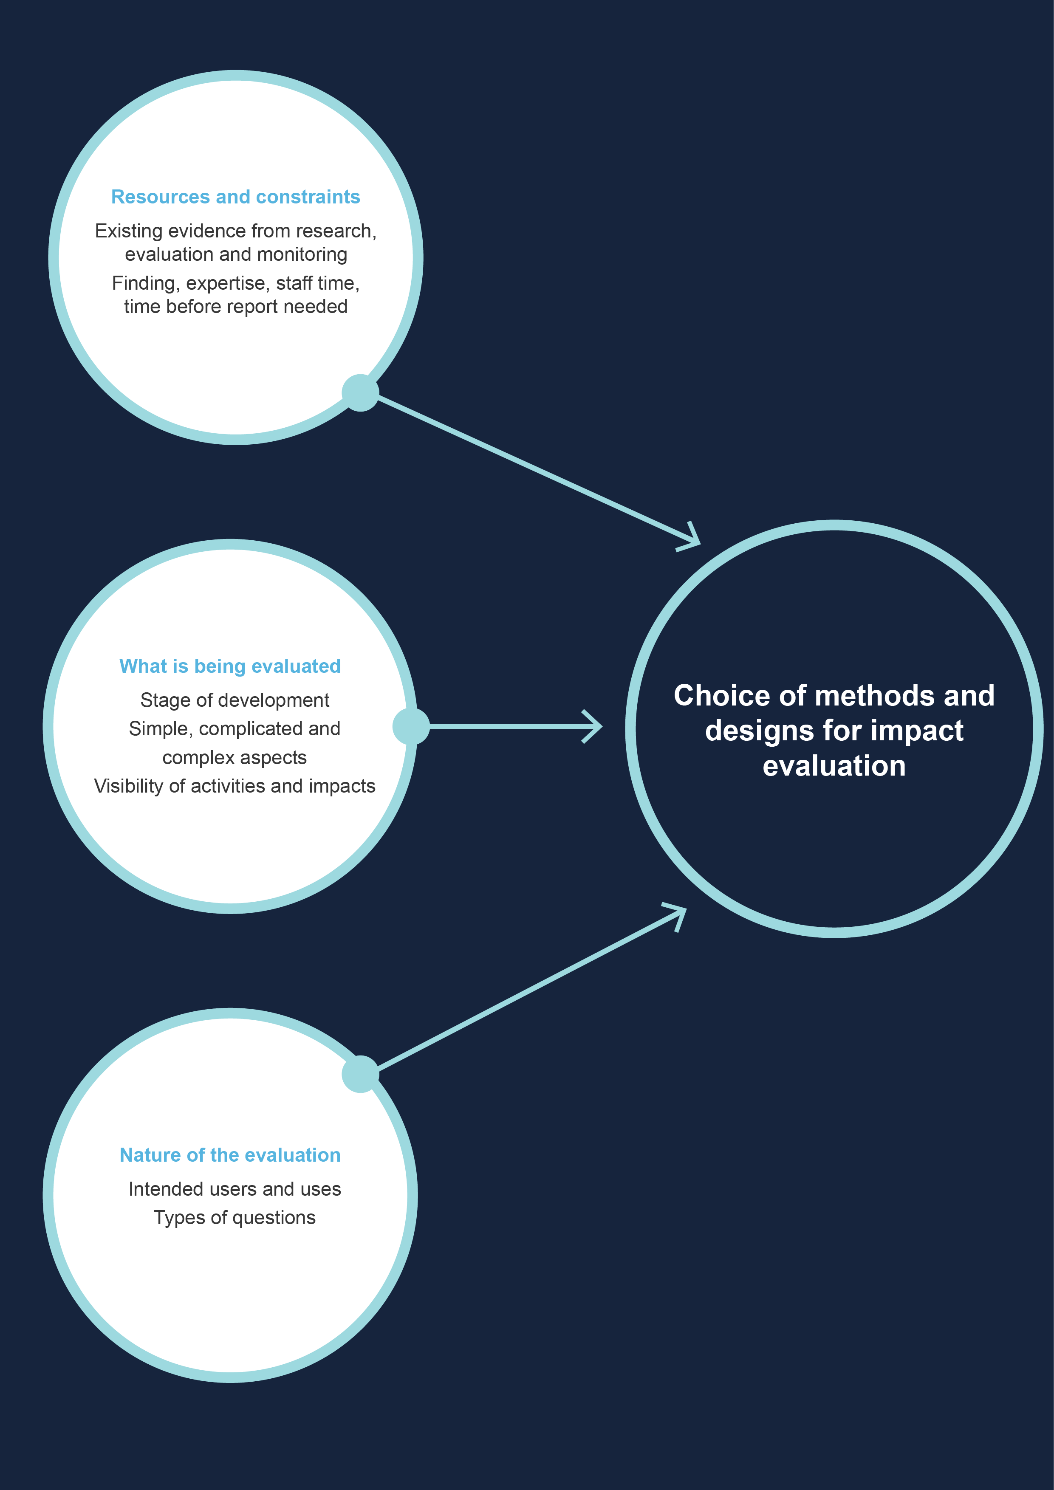 Resources and constraints
Existing evidence from research,
evaluation and monitoring
Finding, expertise, staff time,
time before report needed
What is being evaluated
Stage of development
Simple, complicated and
complex aspects
Visibility of activities and impacts
Nature of the evaluation
Intended users and uses
Types of questions
Choice of methods and
designs for impact
evaluation